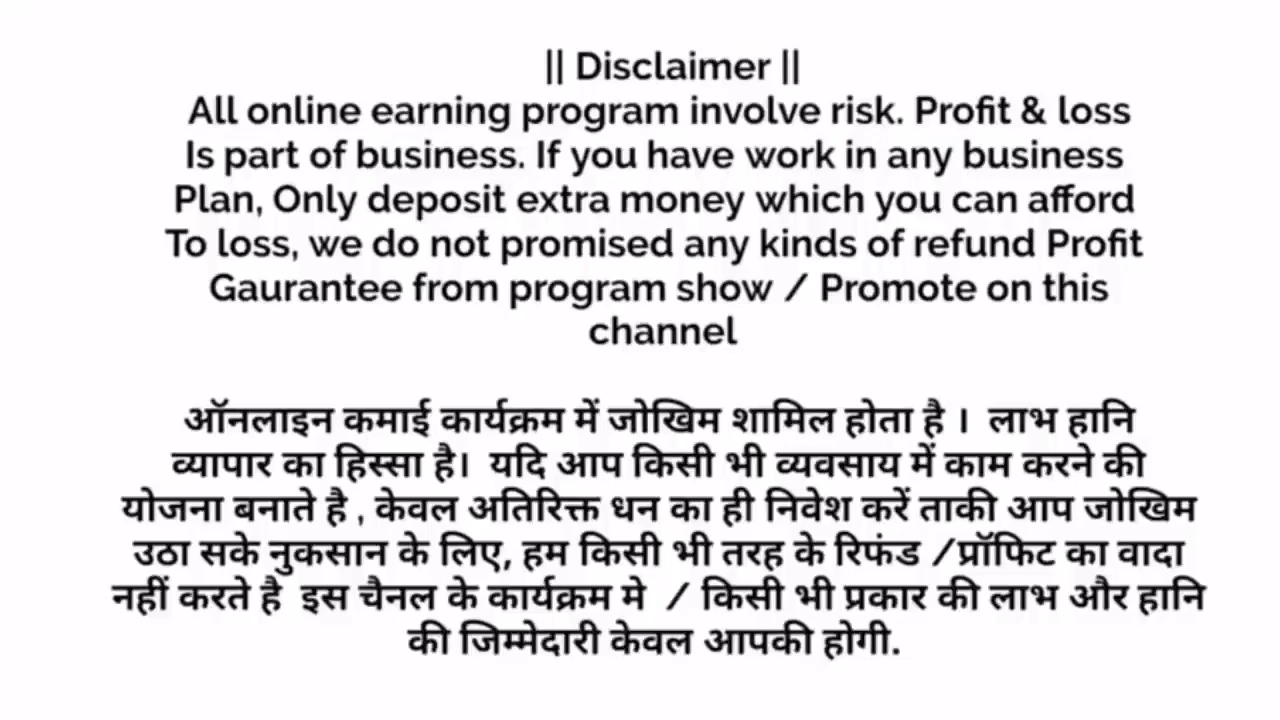 || Disclaimer ||
All online earning program involve risk. Profit & loss
Is part of business. If you have work in any business
Plan, Only deposit extra money which you can afford
To loss, we do not promised any kinds of refund Profit
Gaurantee from program show / Promote on this
channel
ऑनलाइन कमाई कार्यक्रम में जोखिम शामिल होता है । लाभ हानि
व्यापार का हिस्सा है। यदि आप किसी भी व्यवसाय में काम करने की
योजना बनाते है , केवल अतिरिक्त धन का ही निवेश करें ताकी आप जोखिम
उठा सके नुकसान के लिए, हम किसी भी तरह के रिफंड /प्रॉफिट का वादा
नहीं करते है इस चैनल के कार्यक्रम मे / किसी भी प्रकार की लाभ और हानि
की जिम्मेदारी केवल आपकी होगी.